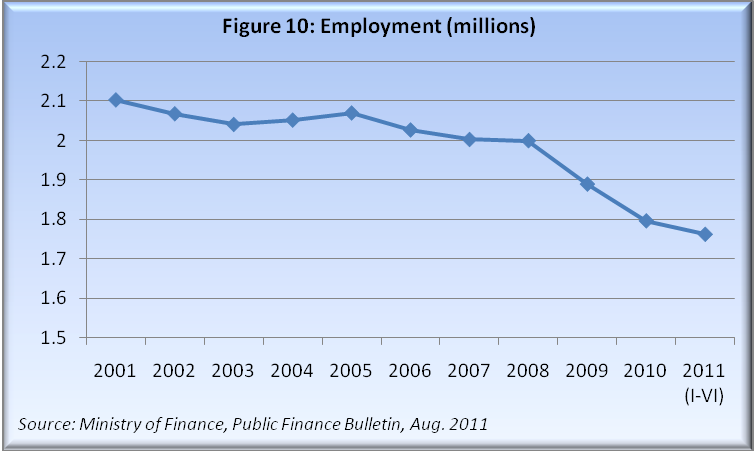 Figure 10: Employment (millions)
2.2
2.1
2
1.9
1.8
1.7
1.6
1.5
2001 2002 2003 2004 2005 2006 2007 2008 2009 2010 2011
(I-VI)
Source: Ministry of Finance, Public Finance Bulletin, Aug. 2011